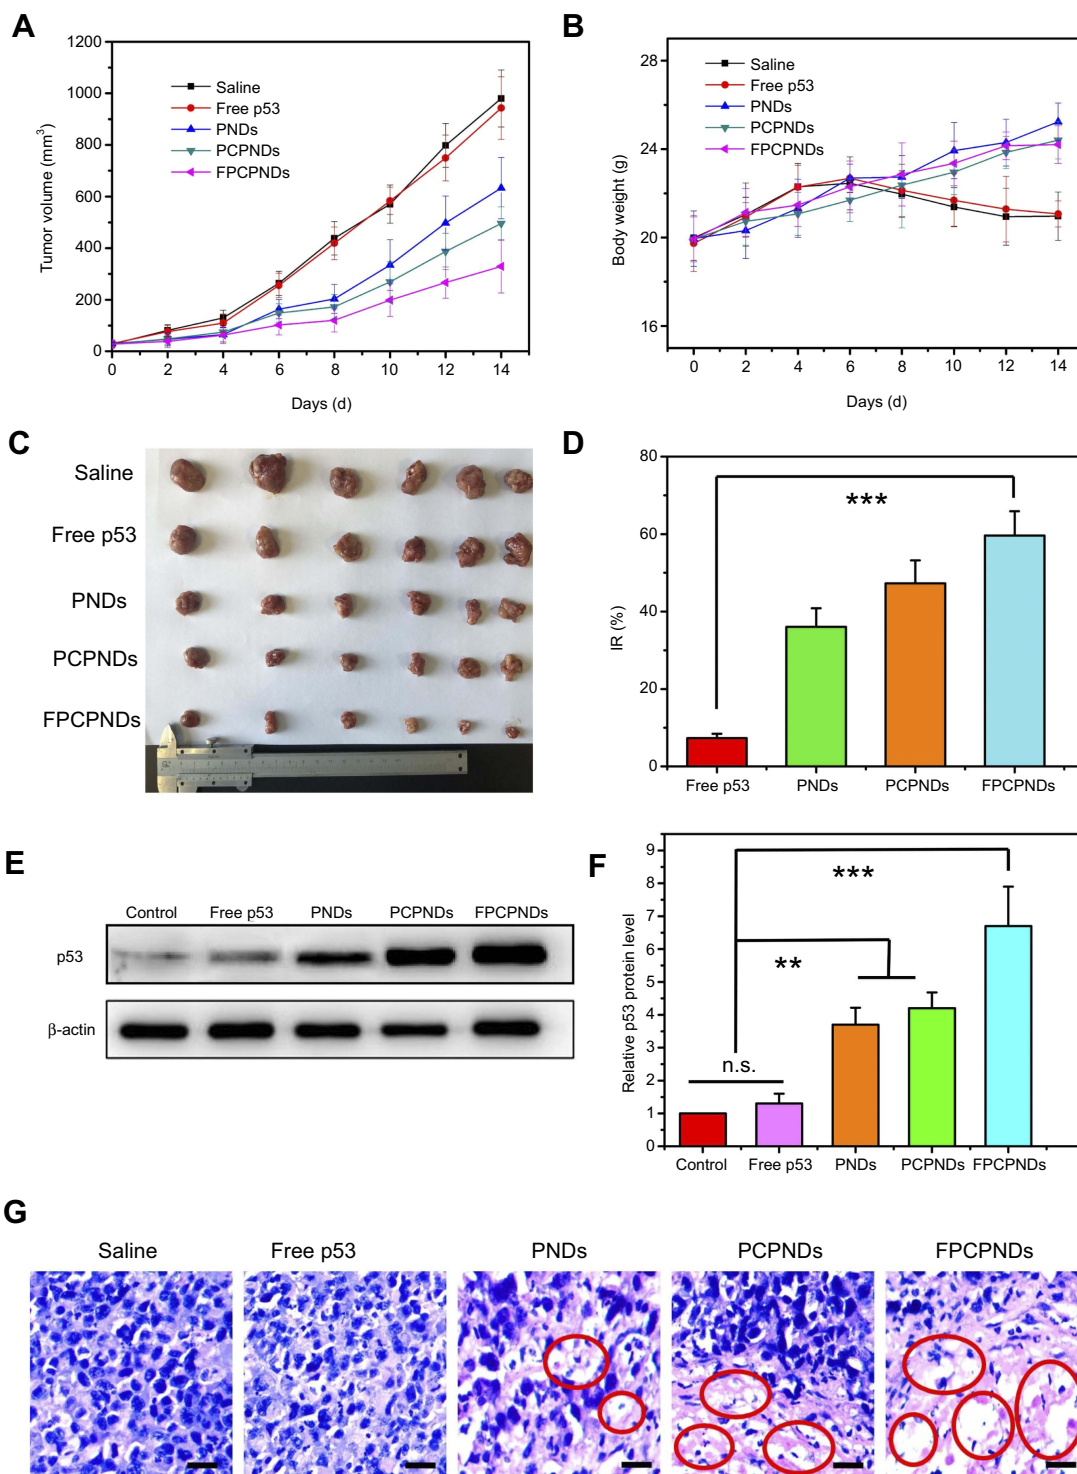 A
Tumor volume (mm³)
1200
1000
800
600
400
200
0
0 2 4 6 8 10 12 14
Days (d)
Saline
Free p53
PNDs
PCPNDs
FPCPNDs
B
Body weight (g)
28
24
20
16
0 2 4 6 8 10 12 14
Days (d)
Saline
Free p53
PNDs
PCPNDs
FPCPNDs
C
Saline
Free p53
PNDs
PCPNDs
FPCPNDs
D
IR (%)
80
60
40
20
0
***
Free p53 PNDs PCPNDs FPCPNDs
E
Control Free p53 PNDs PCPNDs FPCPNDs
p53
β-actin
F
Relative p53 protein level
9
8
7
6
5
4
3
2
1
0
***
**
n.s.
Control Free p53 PNDs PCPNDs FPCPNDs
G
Saline Free p53 PNDs PCPNDs FPCPNDs